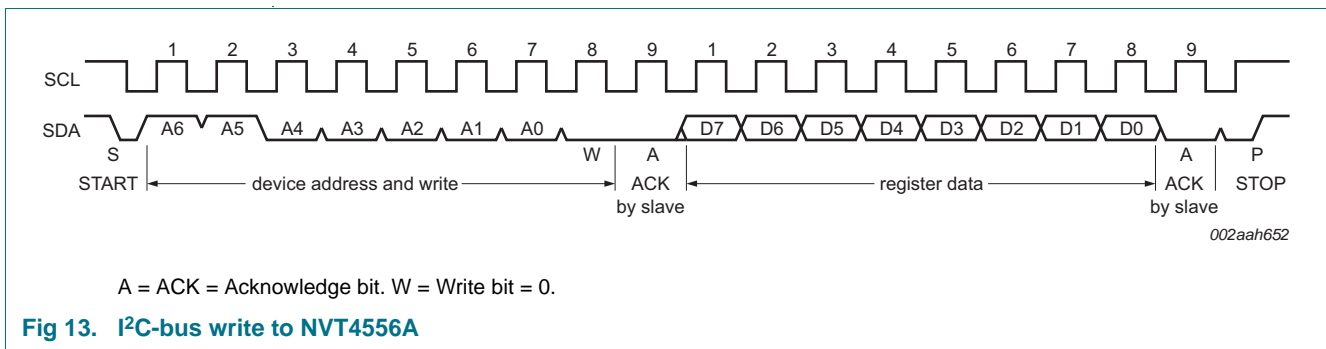 1 2 3 4 5 6 7 8 9 1 2 3 4 5 6 7 8 9
SCL
SDA A6 A5 A4 A3 A2 A1 A0 D7 D6 D5 D4 D3 D2 D1 D0
S W A A P
START device address and write ACK register data ACK STOP
by slave by slave
002aah652
A = ACK = Acknowledge bit. W = Write bit = 0.
Fig 13. I²C-bus write to NVT4556A